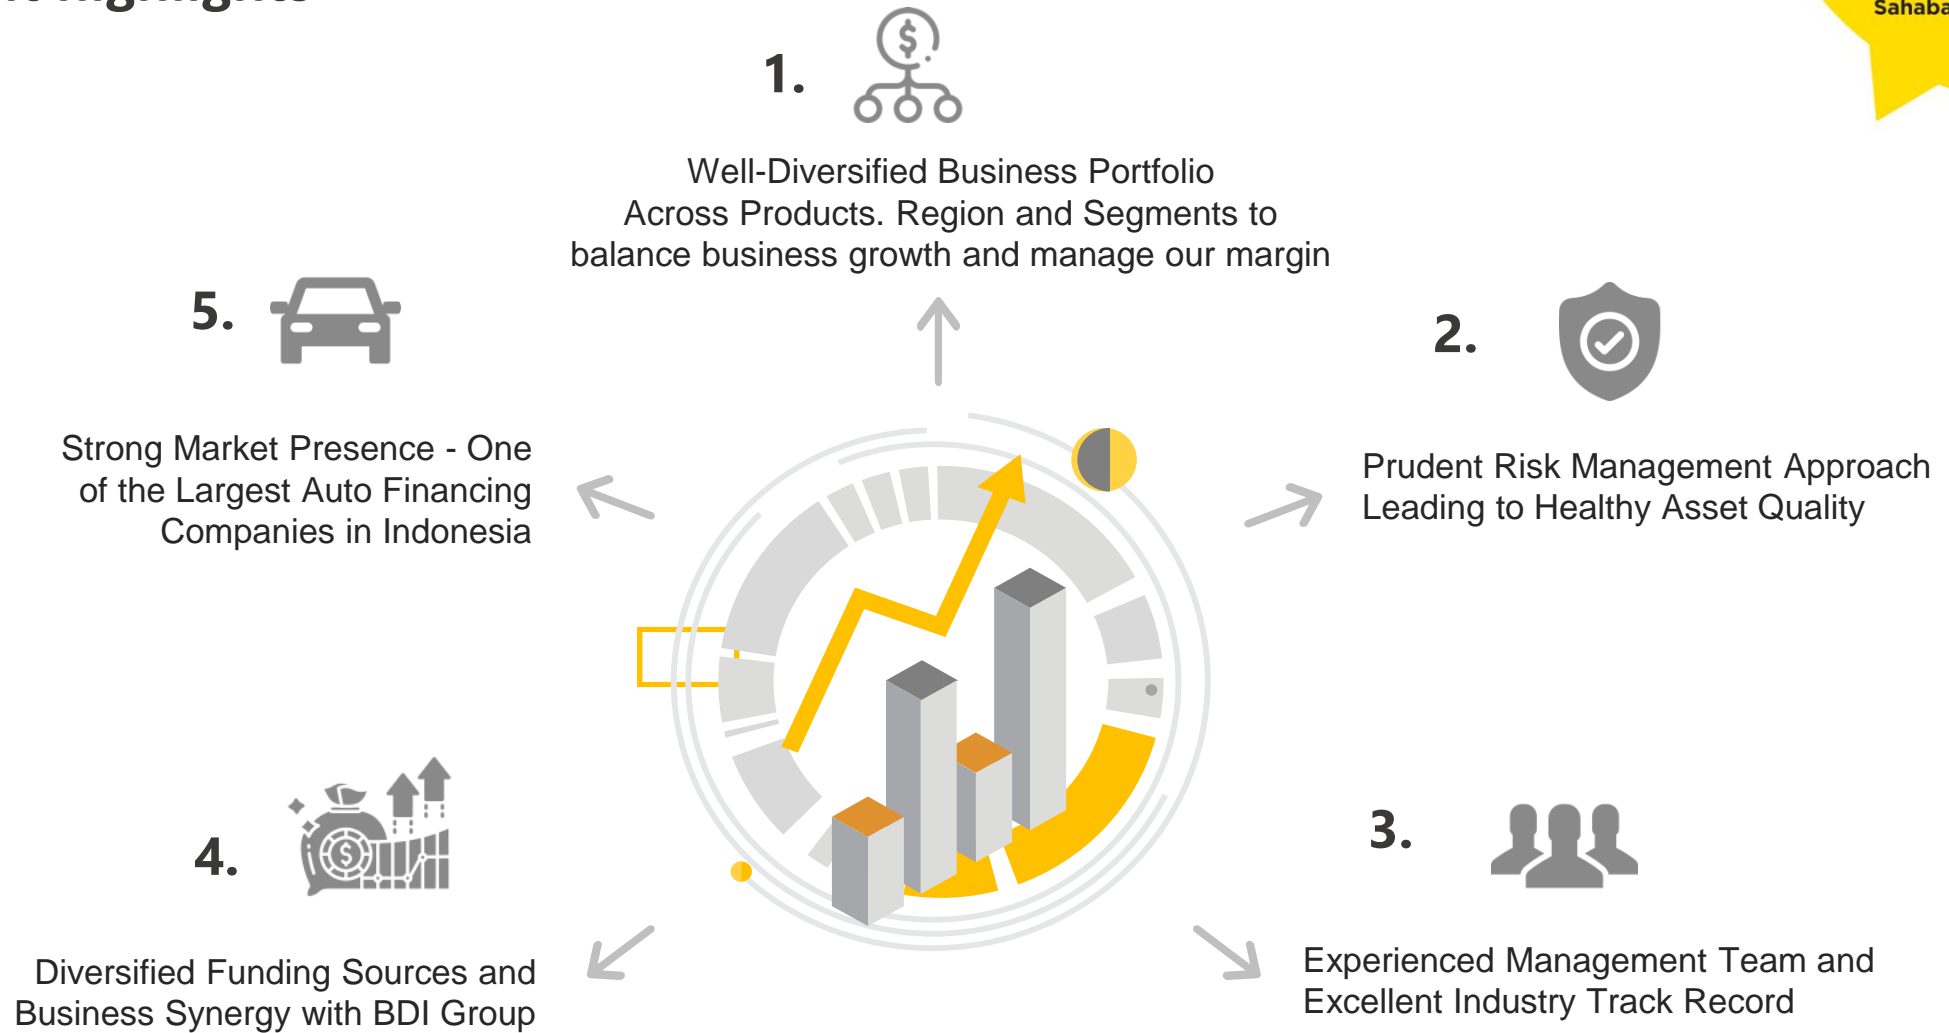 Highlights
Sahaba
1.
Well-Diversified Business Portfolio
Across Products. Region and Segments to
balance business growth and manage our margin
2.
Prudent Risk Management Approach
Leading to Healthy Asset Quality
3.
Experienced Management Team and
Excellent Industry Track Record
4.
Diversified Funding Sources and
Business Synergy with BDI Group
5.
Strong Market Presence - One
of the Largest Auto Financing
Companies in Indonesia